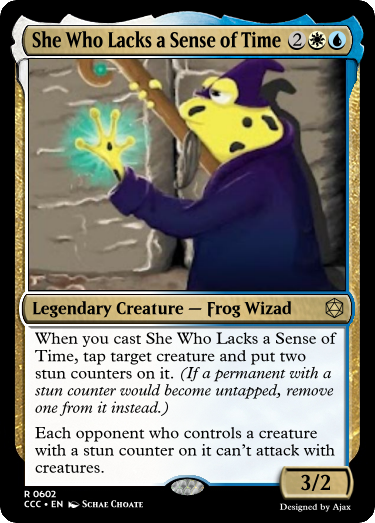 She Who Lacks a Sense of Time 2
Legendary Creature — Frog Wizad
When you cast She Who Lacks a Sense of
Time, tap target creature and put two
stun counters on it. (If a permanent with a
stun counter would become untapped, remove
one from it instead.)
Each opponent who controls a creature
with a stun counter on it can't attack with
creatures.
3/2
R 0602
CCC • EN Schae Choate
Designed by Ajax